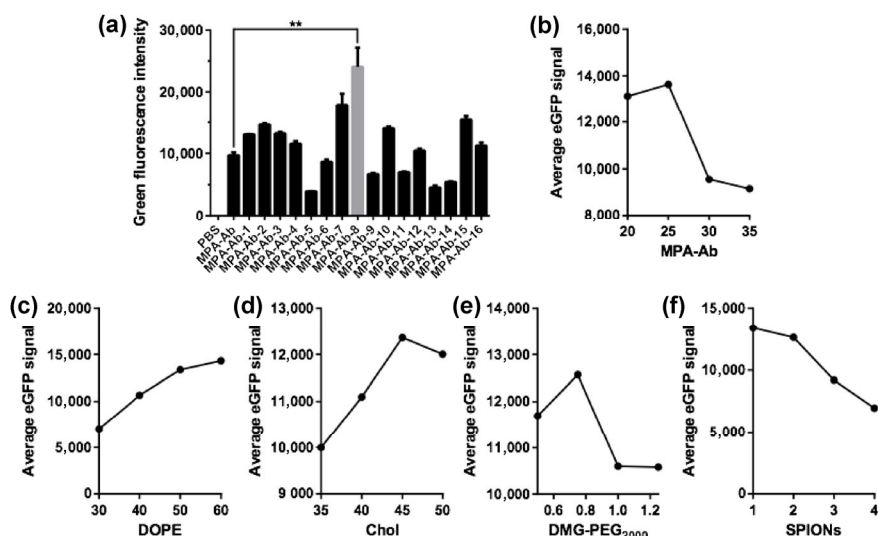 (a)
**
Green fluorescence intensity
30,000
20,000
10,000
0
PBS
MPA-Ab
MPA-Ab-1
MPA-Ab-2
MPA-Ab-3
MPA-Ab-4
MPA-Ab-5
MPA-Ab-6
MPA-Ab-7
MPA-Ab-8
MPA-Ab-9
MPA-Ab-10
MPA-Ab-11
MPA-Ab-12
MPA-Ab-13
MPA-Ab-14
MPA-Ab-15
MPA-Ab-16
(b)
Average eGFP signal
16,000
14,000
12,000
10,000
8,000
20 25 30 35
MPA-Ab
(c)
Average eGFP signal
20,000
15,000
10,000
5,000
0
30 40 50 60
DOPE
(d)
Average eGFP signal
13,000
12,000
11,000
10,000
9 000
35 40 45 50
Chol
(e)
Average eGFP signal
14,000
13,000
12,000
11,000
10,000
0.6 0.8 1.0 1.2
DMG-PEG2000
(f)
Average eGFP signal
15,000
10,000
5,000
0
1 2 3 4
SPIONs